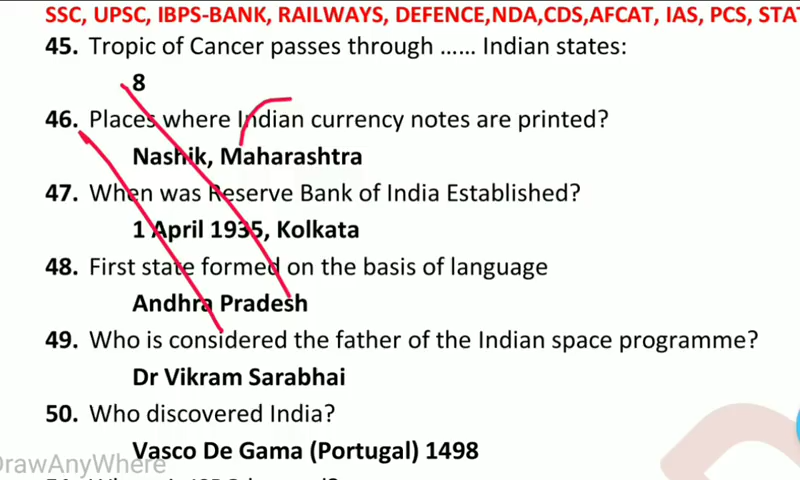 SSC, UPSC, IBPS-BANK, RAILWAYS, DEFENCE,NDA,CDS,AFCAT, IAS, PCS, STAT
45. Tropic of Cancer passes through ...... Indian states:
8
46. Places where Indian currency notes are printed?
Nashik, Maharashtra
47. When was Reserve Bank of India Established?
1 April 1935, Kolkata
48. First state formed on the basis of language
Andhra Pradesh
49. Who is considered the father of the Indian space programme?
Dr Vikram Sarabhai
50. Who discovered India?
Vasco De Gama (Portugal) 1498
DrawAnyWhere